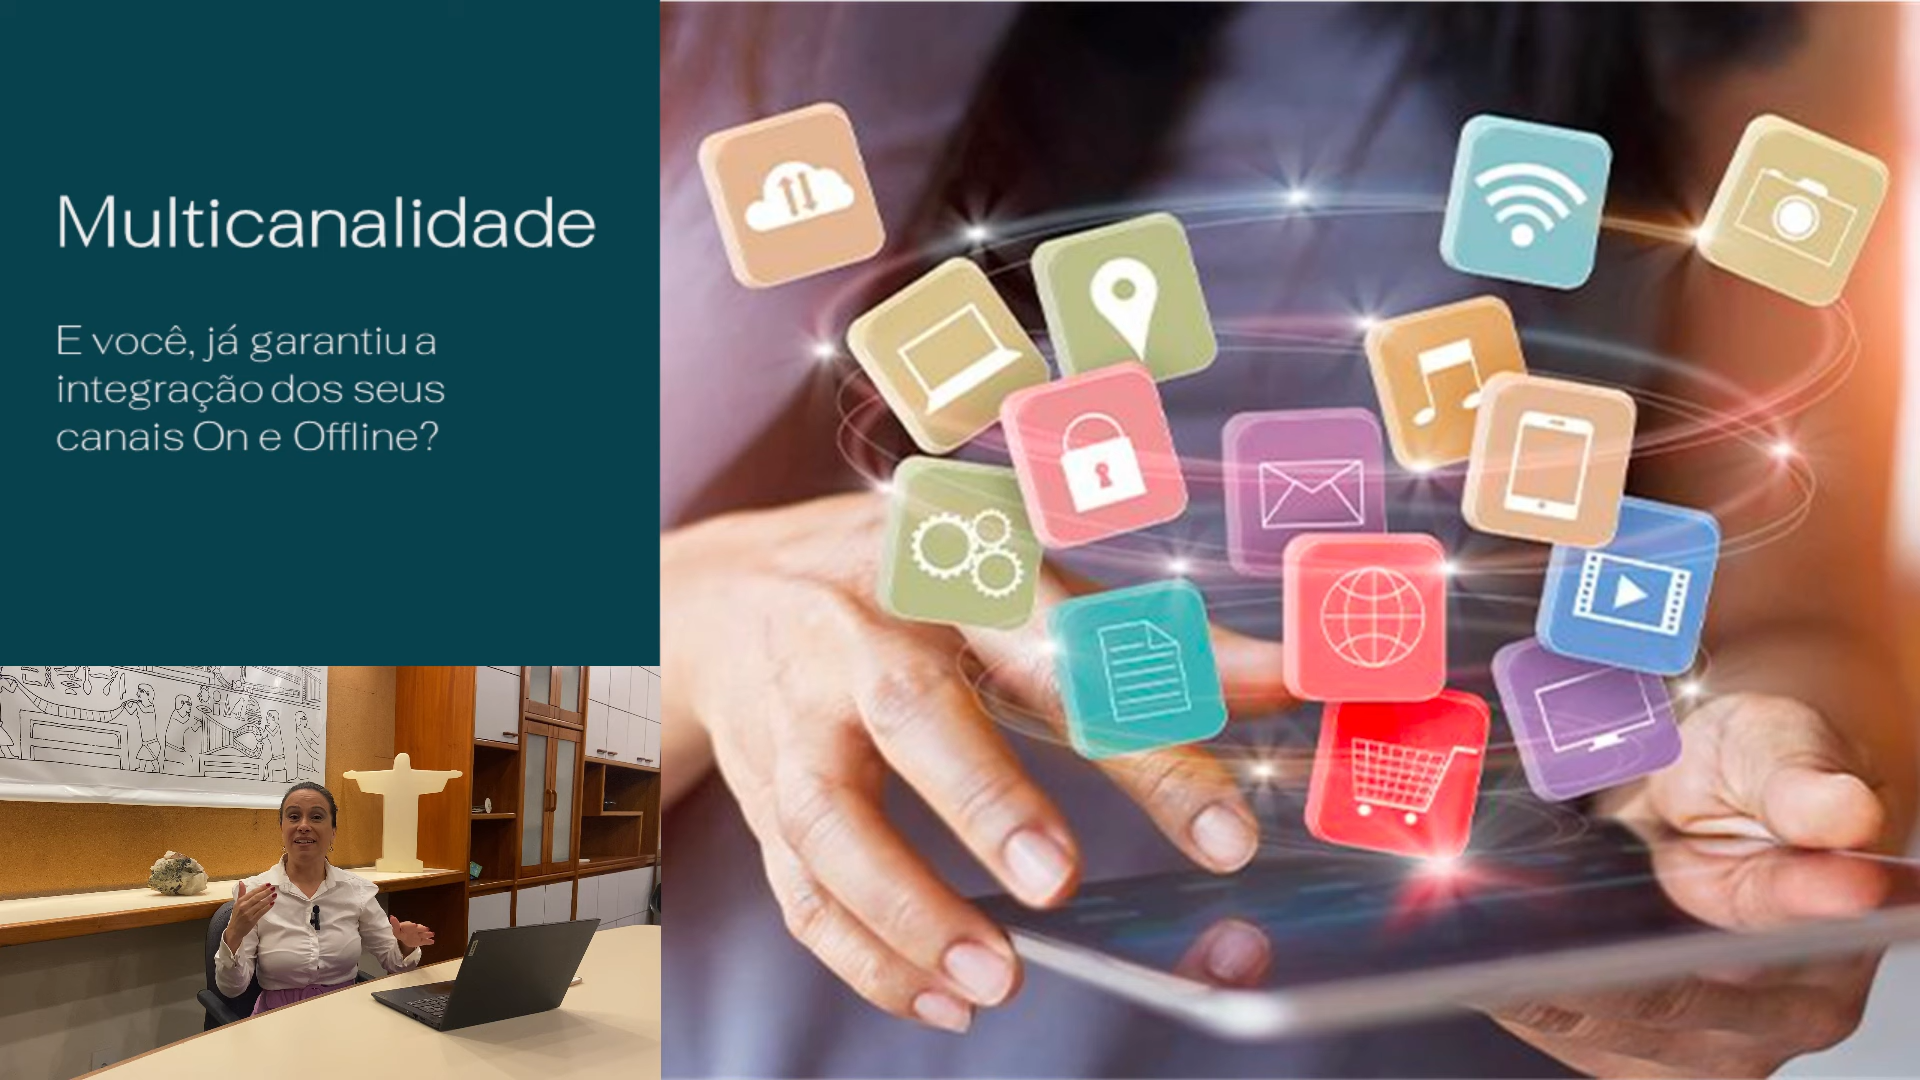 Multicanalidade
E você, já garantiu a
integração dos seus
canais On e Offline?